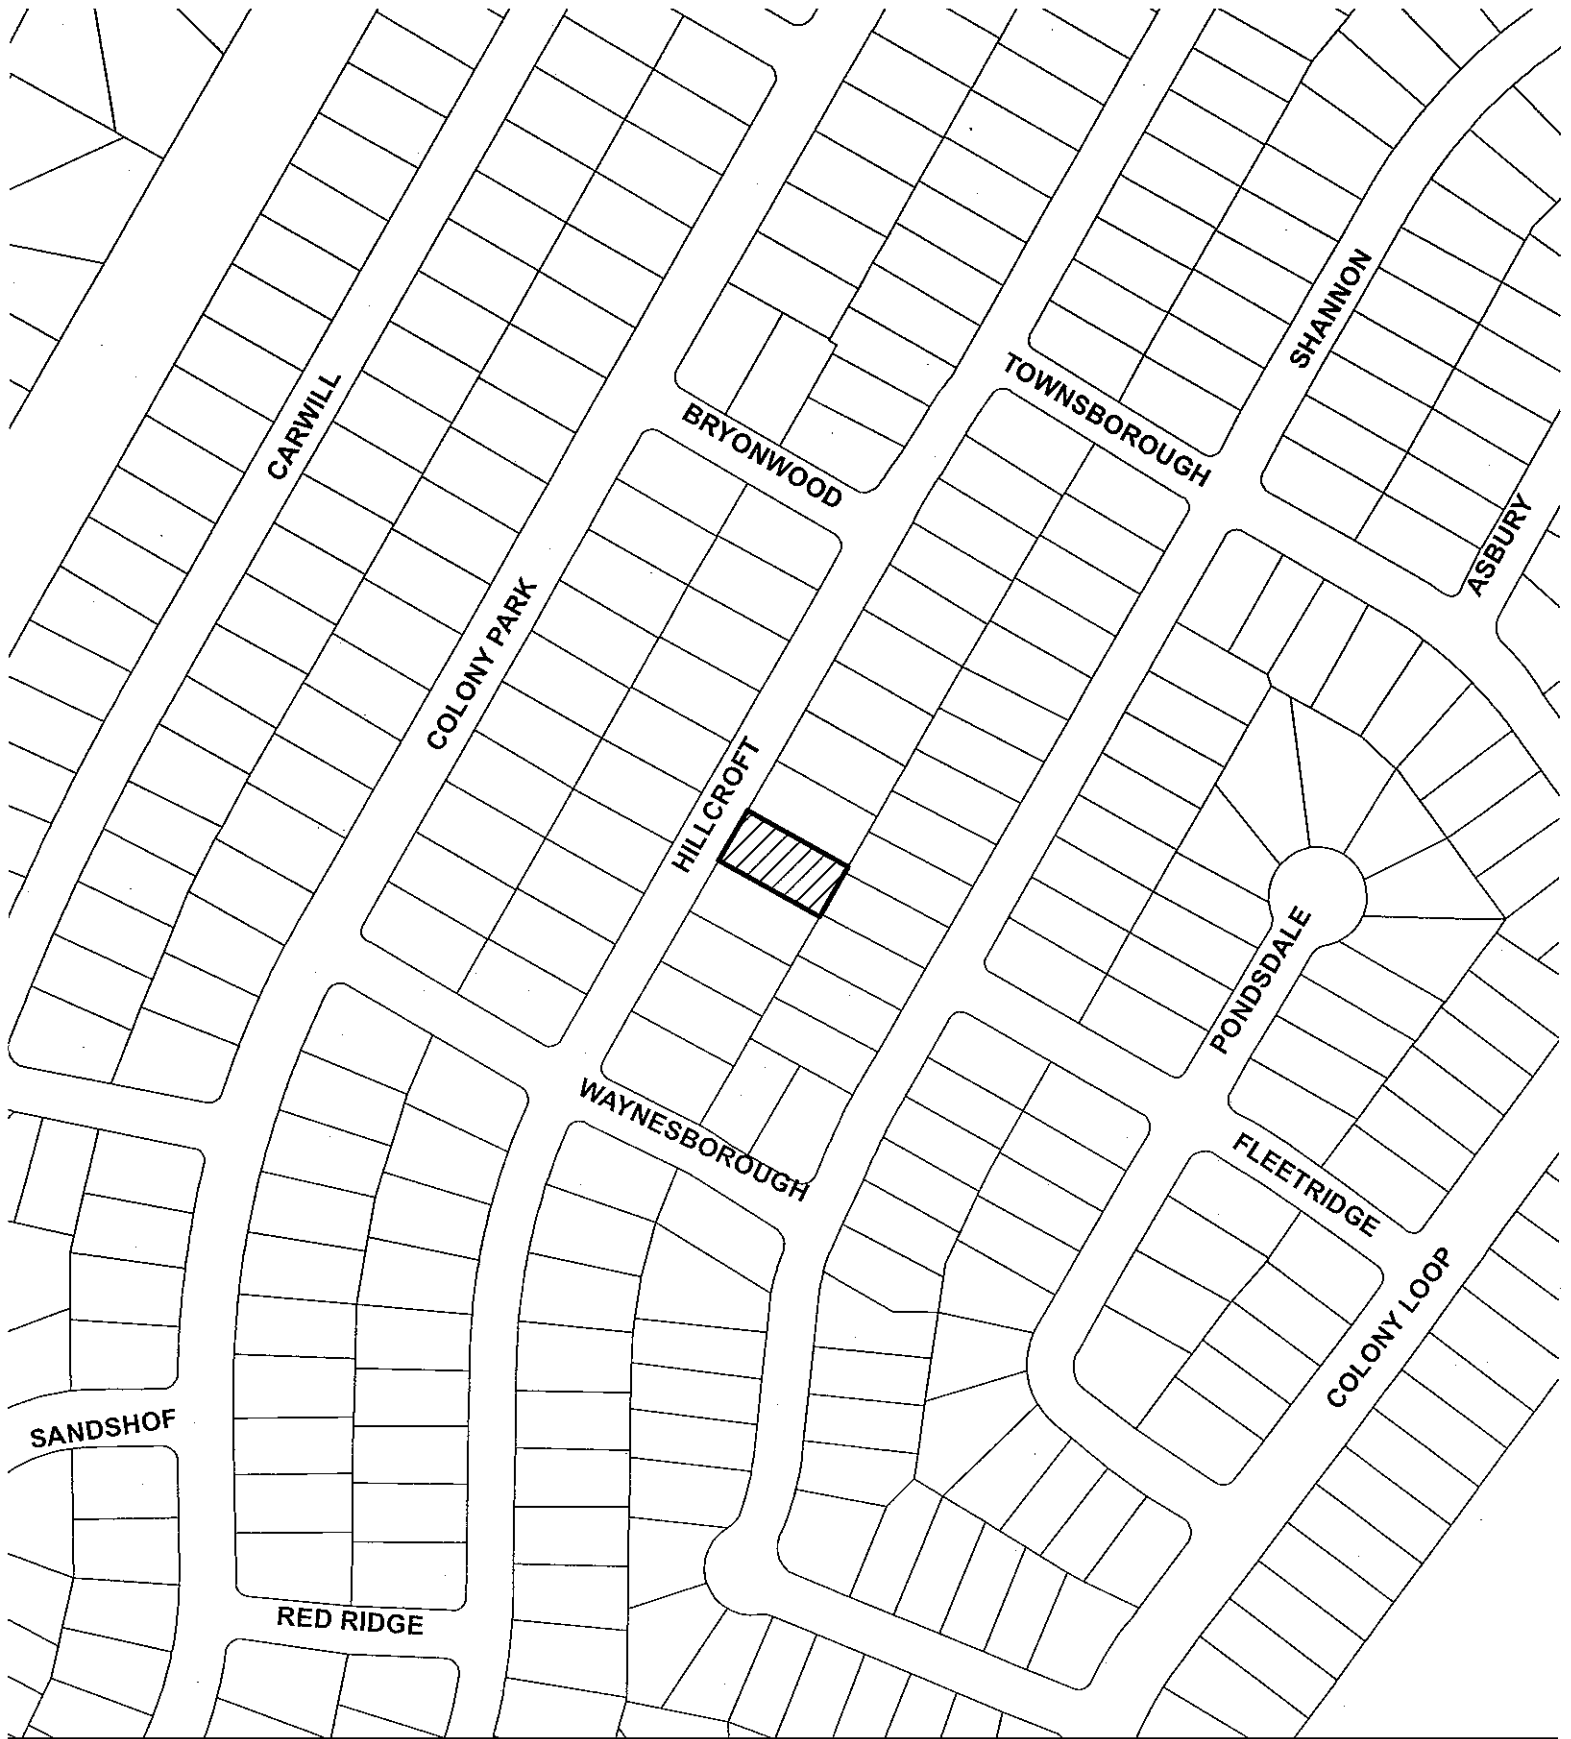 SHANNON
TOWNSBOROUGH
CARWILL
BRYONWOOD
ASBURY
COLONY PARK
HILLCROFT
PONDSDALE
WAYNESBOROUGH
FLEETRIDGE
COLONY LOOP
SANDSHOF
RED RIDGE